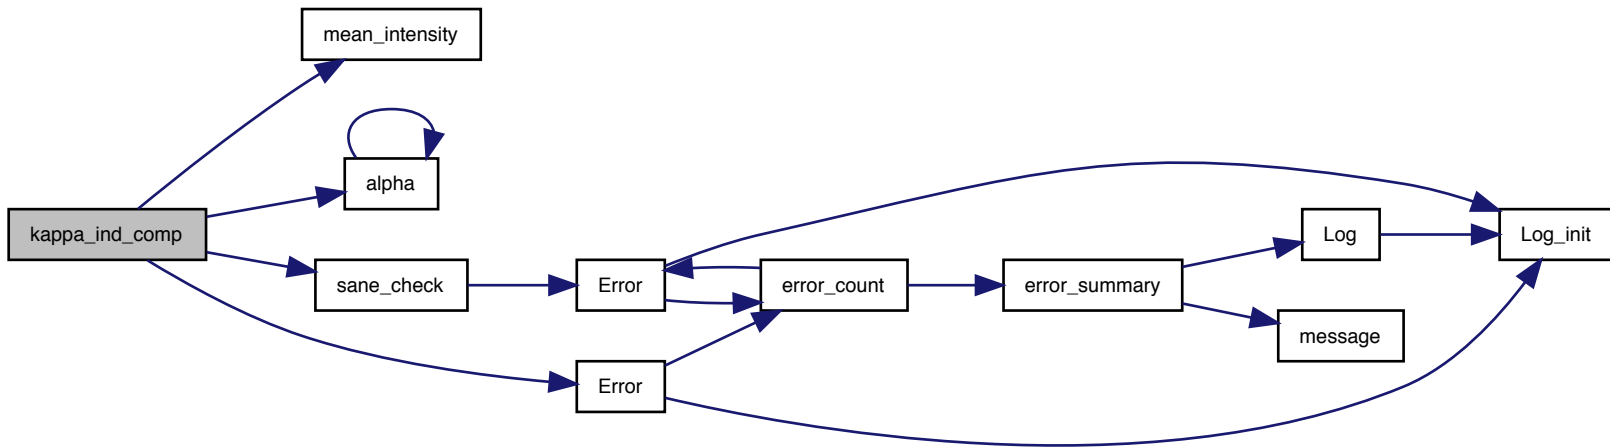 mean_intensity
alpha
kappa_ind_comp
sane_check
Error
error_count
error_summary
Log
Log_init
message
Error